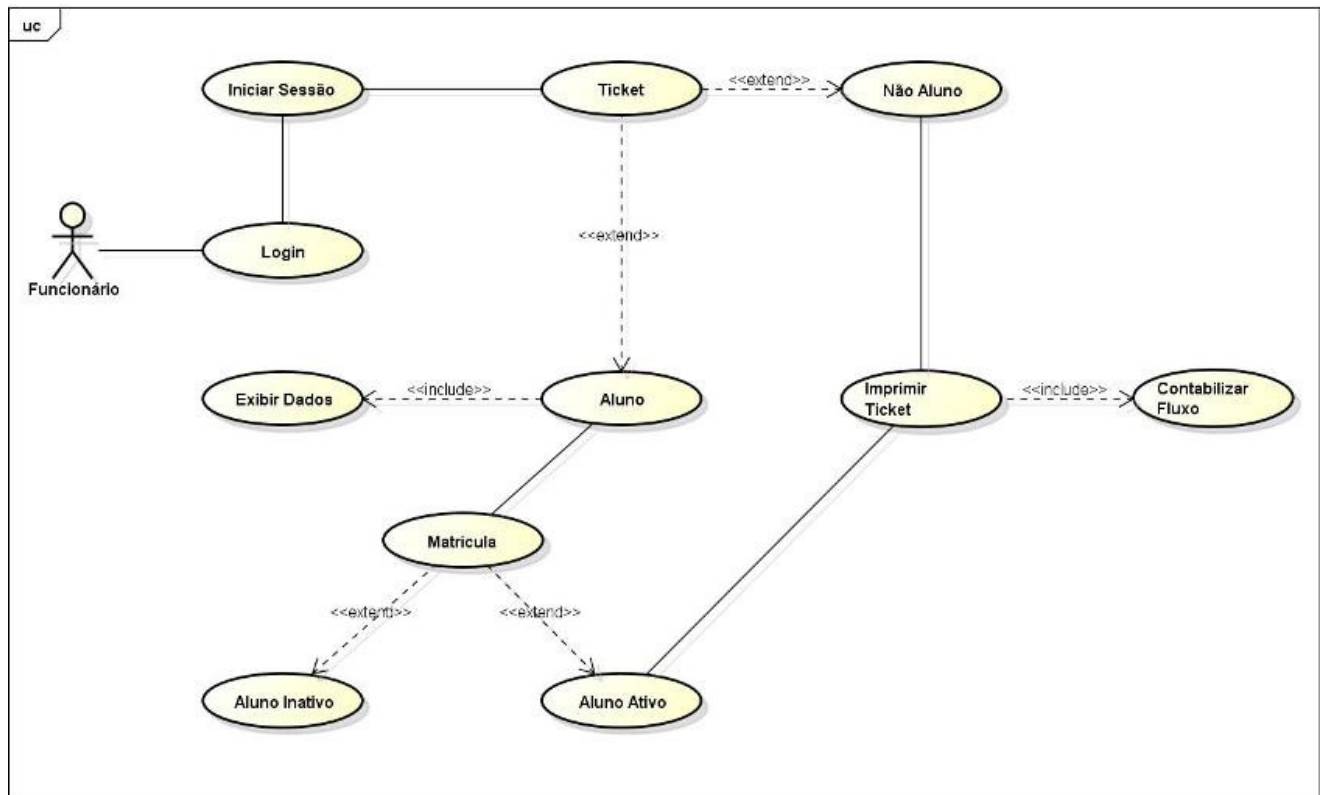 uc
Iniciar Sessão
Ticket
<<extend>>
Não Aluno
<<extend>>
Login
Funcionário
Exibir Dados
<<include>>
Aluno
Imprimir
Ticket
<<include>>
Contabilizar
Fluxo
Matricula
<<extend>>
<<extend>>
Aluno Inativo
Aluno Ativo